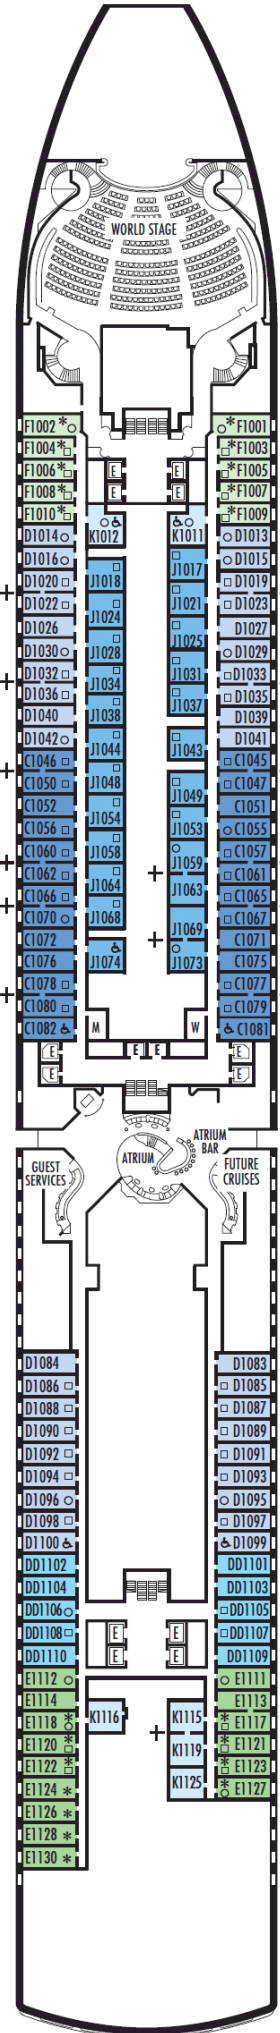 WORLD STAGE
F1002 * F1001
F1004 * * F1003
F1006 * * F1005
F1008 * * F1007
F1010 * * F1009
E E
E E
K1012 K1011
D1014 D1013
D1016 D1015
D1020 D1019
D1022 D1023
D1026 D1027
D1030 D1029
D1032 D1033
D1036 D1035
D1040 D1039
D1042 D1041
C1046 C1045
C1050 C1047
C1052 C1051
C1056 C1055
C1060 C1057
C1062 C1061
C1066 C1065
C1070 C1067
C1072 C1071
C1076 C1075
C1078 C1077
C1080 C1079
C1082 C1081
J1018 J1017
J1024 J1021
J1028 J1025
J1034 J1031
J1038 J1037
J1044 J1043
J1048 J1049
J1054 J1053
J1058 J1059
J1064 J1063
J1068 J1069
J1074 J1073
M W
E E E E
E E
ATRIUM
BAR
ATRIUM
GUEST
SERVICES
FUTURE
CRUISES
D1084 D1083
D1086 D1085
D1088 D1087
D1090 D1089
D1092 D1091
D1094 D1093
D1096 D1095
D1098 D1097
D1100 D1099
DD1102 DD1101
DD1104 DD1103
DD1106 DD1105
DD1108 DD1107
DD1110 DD1109
E E
E E
E1112 E1111
E1114 E1113
E1118 * * E1117
E1120 * * E1121
E1122 * * E1123
E1124 * * E1127
E1126 *
E1128 *
E1130 *
K1116 K1115
K1119
K1125